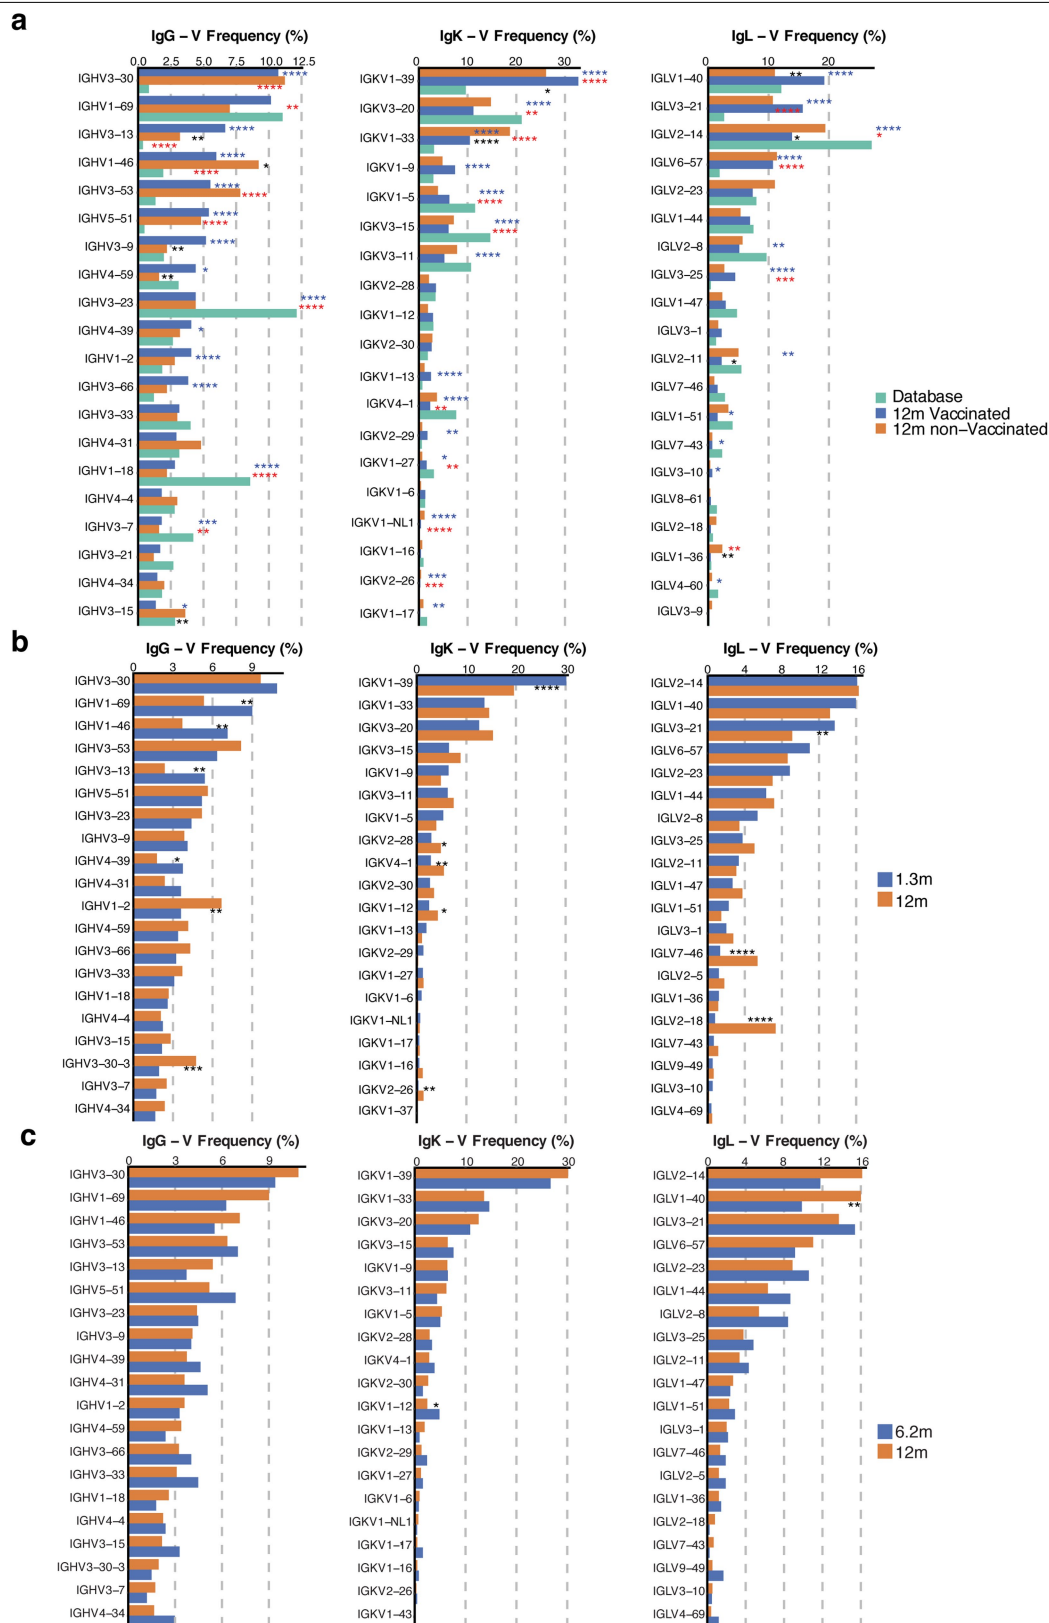 a
IgG – V Frequency (%)
0 2.5 5.0 7.5 10.0 12.5
IGHV3–30 **** ****
IGHV1–69 **
IGHV3–13 **** ** ****
IGHV1–46 **** * ****
IGHV3–53 **** ****
IGHV5–51 **** ****
IGHV3–9 **** **
IGHV4–59 * **
IGHV3–23 **** ****
IGHV4–39 *
IGHV1–2 ****
IGHV3–66 ****
IGHV3–33
IGHV4–31
IGHV1–18 **** ****
IGHV4–4
IGHV3–7 *** **
IGHV3–21
IGHV4–34
IGHV3–15 * **
IgK – V Frequency (%)
0 10 20 30
IGKV1–39 **** **** *
IGKV3–20 **** **
IGKV1–33 **** **** ****
IGKV1–9 ****
IGKV1–5 **** ****
IGKV3–15 **** ****
IGKV3–11 ****
IGKV2–28
IGKV1–12
IGKV2–30
IGKV1–13 ****
IGKV4–1 **** **
IGKV2–29 **
IGKV1–27 * **
IGKV1–6
IGKV1–NL1 **** ****
IGKV1–16
IGKV2–26 *** ***
IGKV1–17 **
IgL – V Frequency (%)
0 10 20
IGLV1–40 ** ****
IGLV3–21 **** ****
IGLV2–14 **** * *
IGLV6–57 **** ****
IGLV2–23
IGLV1–44
IGLV2–8 **
IGLV3–25 **** ***
IGLV1–47
IGLV3–1
IGLV2–11 ** *
IGLV7–46
IGLV1–51 *
IGLV7–43 *
IGLV3–10 *
IGLV8–61
IGLV2–18
IGLV1–36 ** **
IGLV4–60 *
IGLV3–9
Database
12m Vaccinated
12m non–Vaccinated
b
IgG – V Frequency (%)
0 3 6 9
IGHV3–30
IGHV1–69 **
IGHV1–46 **
IGHV3–53
IGHV3–13 **
IGHV5–51
IGHV3–23
IGHV3–9
IGHV4–39 *
IGHV4–31
IGHV1–2 **
IGHV4–59
IGHV3–66
IGHV3–33
IGHV1–18
IGHV4–4
IGHV3–15
IGHV3–30–3 ***
IGHV3–7
IGHV4–34
IgK – V Frequency (%)
0 10 20 30
IGKV1–39 ****
IGKV1–33
IGKV3–20
IGKV3–15
IGKV1–9
IGKV3–11
IGKV1–5
IGKV2–28 *
IGKV4–1 **
IGKV2–30
IGKV1–12 *
IGKV1–13
IGKV2–29
IGKV1–27
IGKV1–6
IGKV1–NL1
IGKV1–17
IGKV1–16
IGKV2–26 **
IGKV1–37
IgL – V Frequency (%)
0 4 8 12 16
IGLV2–14
IGLV1–40
IGLV3–21 **
IGLV6–57
IGLV2–23
IGLV1–44
IGLV2–8
IGLV3–25
IGLV2–11
IGLV1–47
IGLV1–51
IGLV3–1
IGLV7–46 ****
IGLV2–5
IGLV1–36
IGLV2–18 ****
IGLV7–43
IGLV9–49
IGLV3–10
IGLV4–69
1.3m
12m
c
IgG – V Frequency (%)
0 3 6 9
IGHV3–30
IGHV1–69
IGHV1–46
IGHV3–53
IGHV3–13
IGHV5–51
IGHV3–23
IGHV3–9
IGHV4–39
IGHV4–31
IGHV1–2
IGHV4–59
IGHV3–66
IGHV3–33
IGHV1–18
IGHV4–4
IGHV3–15
IGHV3–30–3
IGHV3–7
IGHV4–34
IgK – V Frequency (%)
0 10 20 30
IGKV1–39
IGKV1–33
IGKV3–20
IGKV3–15
IGKV1–9
IGKV3–11
IGKV1–5
IGKV2–28
IGKV4–1
IGKV2–30
IGKV1–12 *
IGKV1–13
IGKV2–29
IGKV1–27
IGKV1–6
IGKV1–NL1
IGKV1–17
IGKV1–16
IGKV2–26
IGKV1–43
IgL – V Frequency (%)
0 4 8 12 16
IGLV2–14
IGLV1–40 **
IGLV3–21
IGLV6–57
IGLV2–23
IGLV1–44
IGLV2–8
IGLV3–25
IGLV2–11
IGLV1–47
IGLV1–51
IGLV3–1
IGLV7–46
IGLV2–5
IGLV1–36
IGLV2–18
IGLV7–43
IGLV9–49
IGLV3–10
IGLV4–69
6.2m
12m